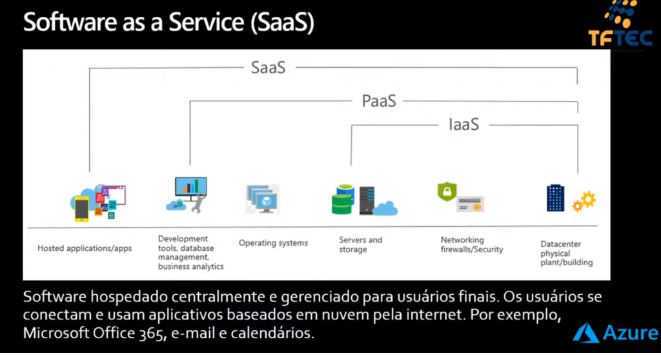 Software as a Service (SaaS)
TFTEC
SaaS
PaaS
IaaS
Hosted applications/apps
Development
tools, database
management,
business analytics
Operating systems
Servers and
storage
Networking
firewalls/Security
Datacenter
physical
plant/building
Software hospedado centralmente e gerenciado para usuários finais. Os usuários se
conectam e usam aplicativos baseados em nuvem pela internet. Por exemplo,
Microsoft Office 365, e-mail e calendários.
Azure